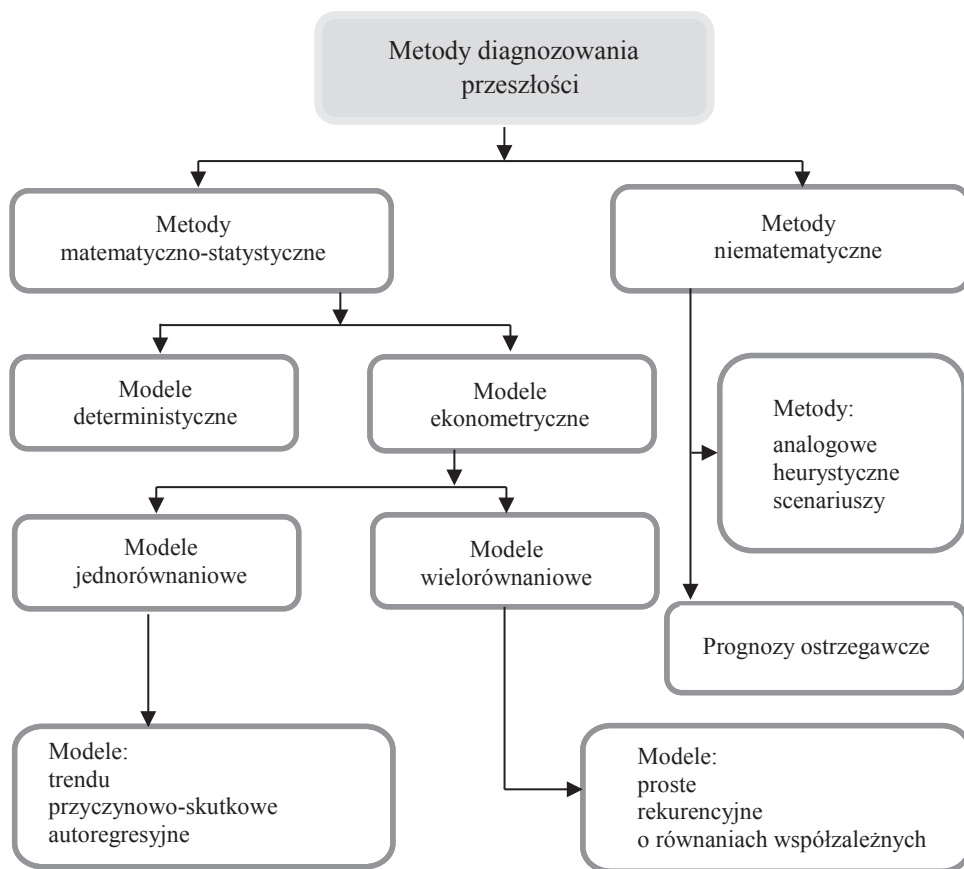 Metody diagnozowania
przeszłości
Metody
matematyczno-statystyczne
Metody
niematematyczne
Modele
deterministyczne
Modele
ekonometryczne
Metody:
analogowe
heurystyczne
scenariuszy
Modele
jednorównaniowe
Modele
wielorównaniowe
Prognozy ostrzegawcze
Modele:
trendu
przyczynowo-skutkowe
autoregresyjne
Modele:
proste
rekurencyjne
o równaniach współzależnych